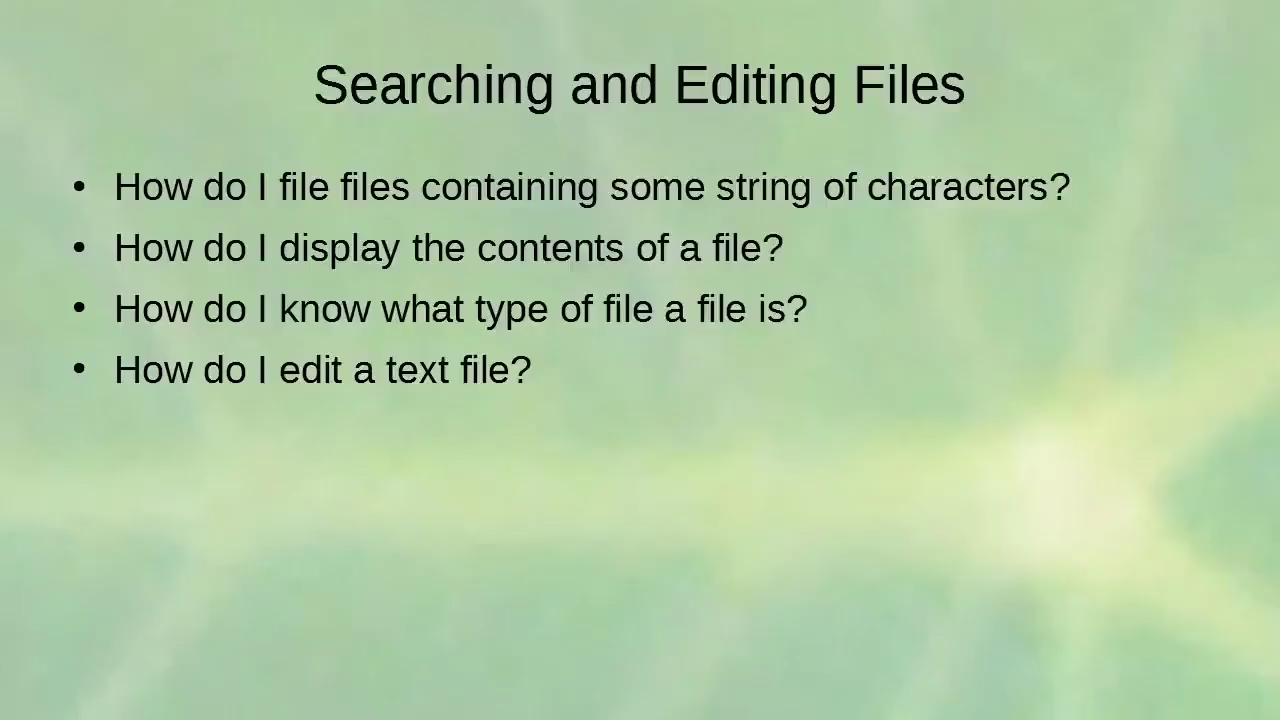 Searching and Editing Files
• How do I file files containing some string of characters?
• How do I display the contents of a file?
• How do I know what type of file a file is?
• How do I edit a text file?